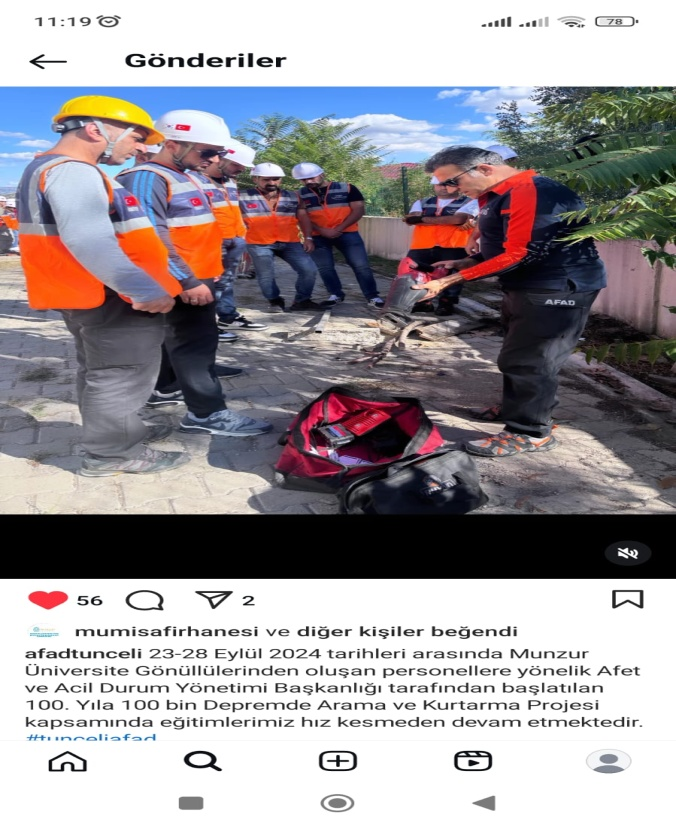 11:19
78
Gönderiler
AFAD
56
2
mumisafirhanesi ve diğer kişiler beğendi
afadtunceli 23-28 Eylül 2024 tarihleri arasında Munzur
Üniversite Gönüllülerinden oluşan personellere yönelik Afet
ve Acil Durum Yönetimi Başkanlığı tarafından başlatılan
100. Yıla 100 bin Depremde Arama ve Kurtarma Projesi
kapsamında eğitimlerimiz hız kesmeden devam etmektedir.
#tunceliafad